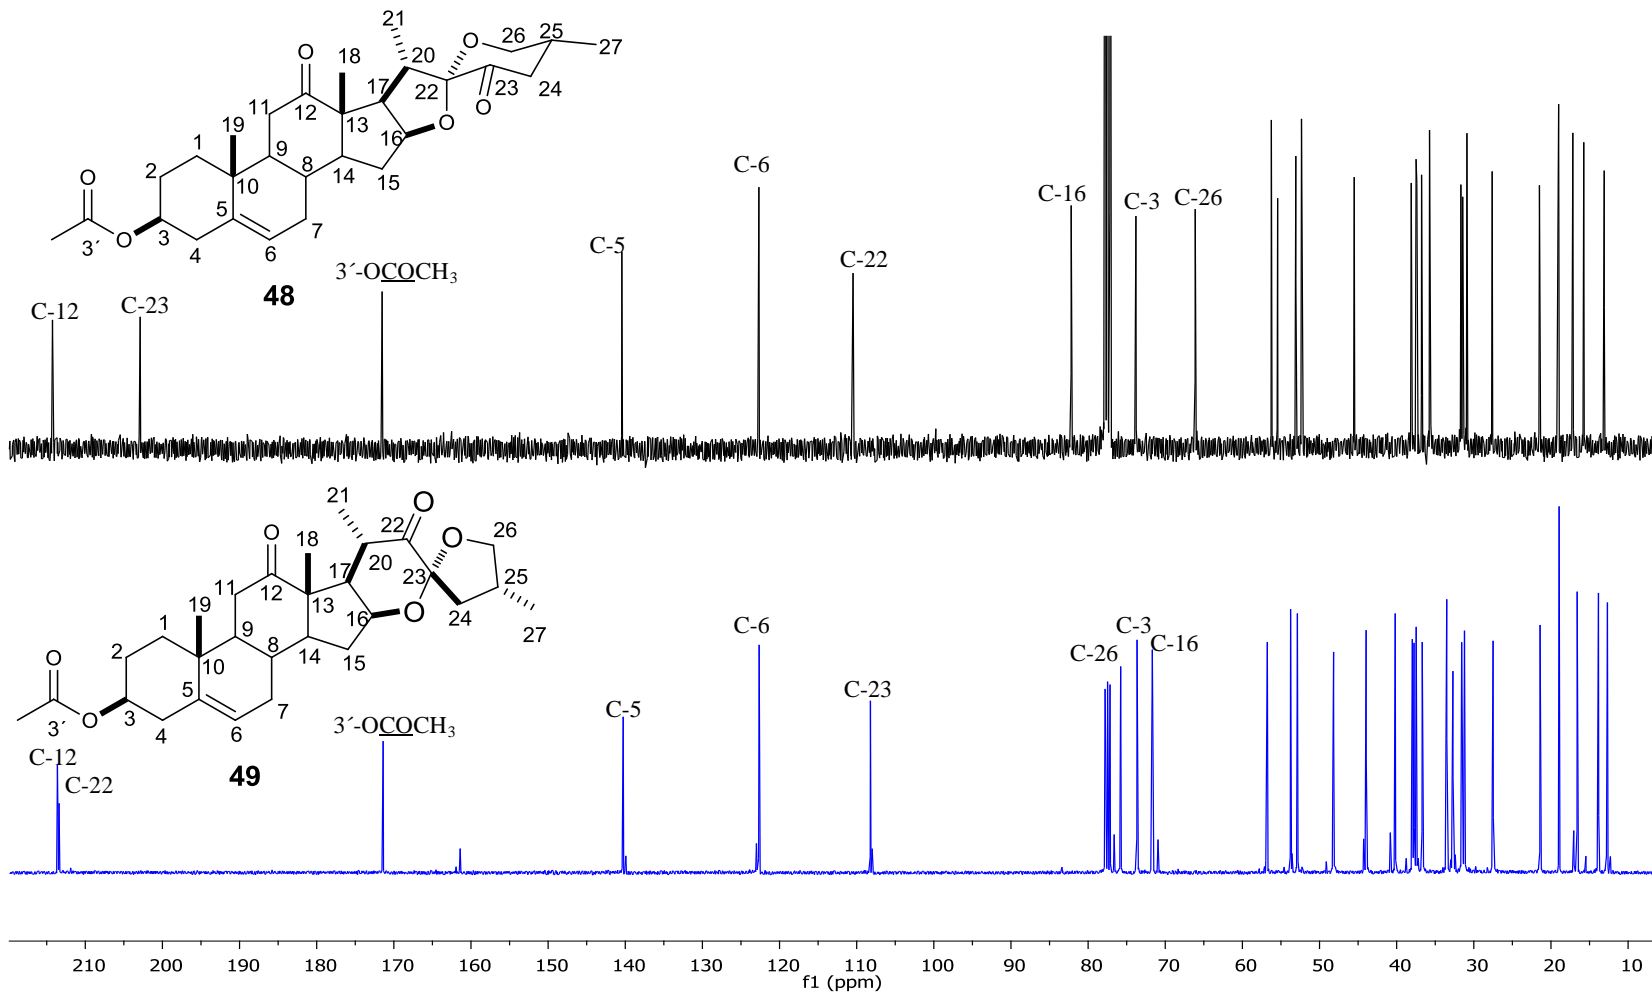 21
O
26
25
27
O
18
20
17
22
23
24
11
12
O
O
19
13
16
1
9
2
8
14
15
10
O
5
3
O
7
3´
4
6
48
3´-OCOCH3
C-12
C-23
C-5
C-6
C-22
C-16
C-3
C-26
21
O
22
O
26
O
18
20
17
23
25
11
12
13
24
27
19
16
O
1
9
2
8
14
15
10
O
5
3
O
7
3´
4
6
49
3´-OCOCH3
C-12
C-22
C-5
C-6
C-23
C-26
C-3
C-16
210 200 190 180 170 160 150 140 130 120 110 100 90 80 70 60 50 40 30 20 10
f1 (ppm)